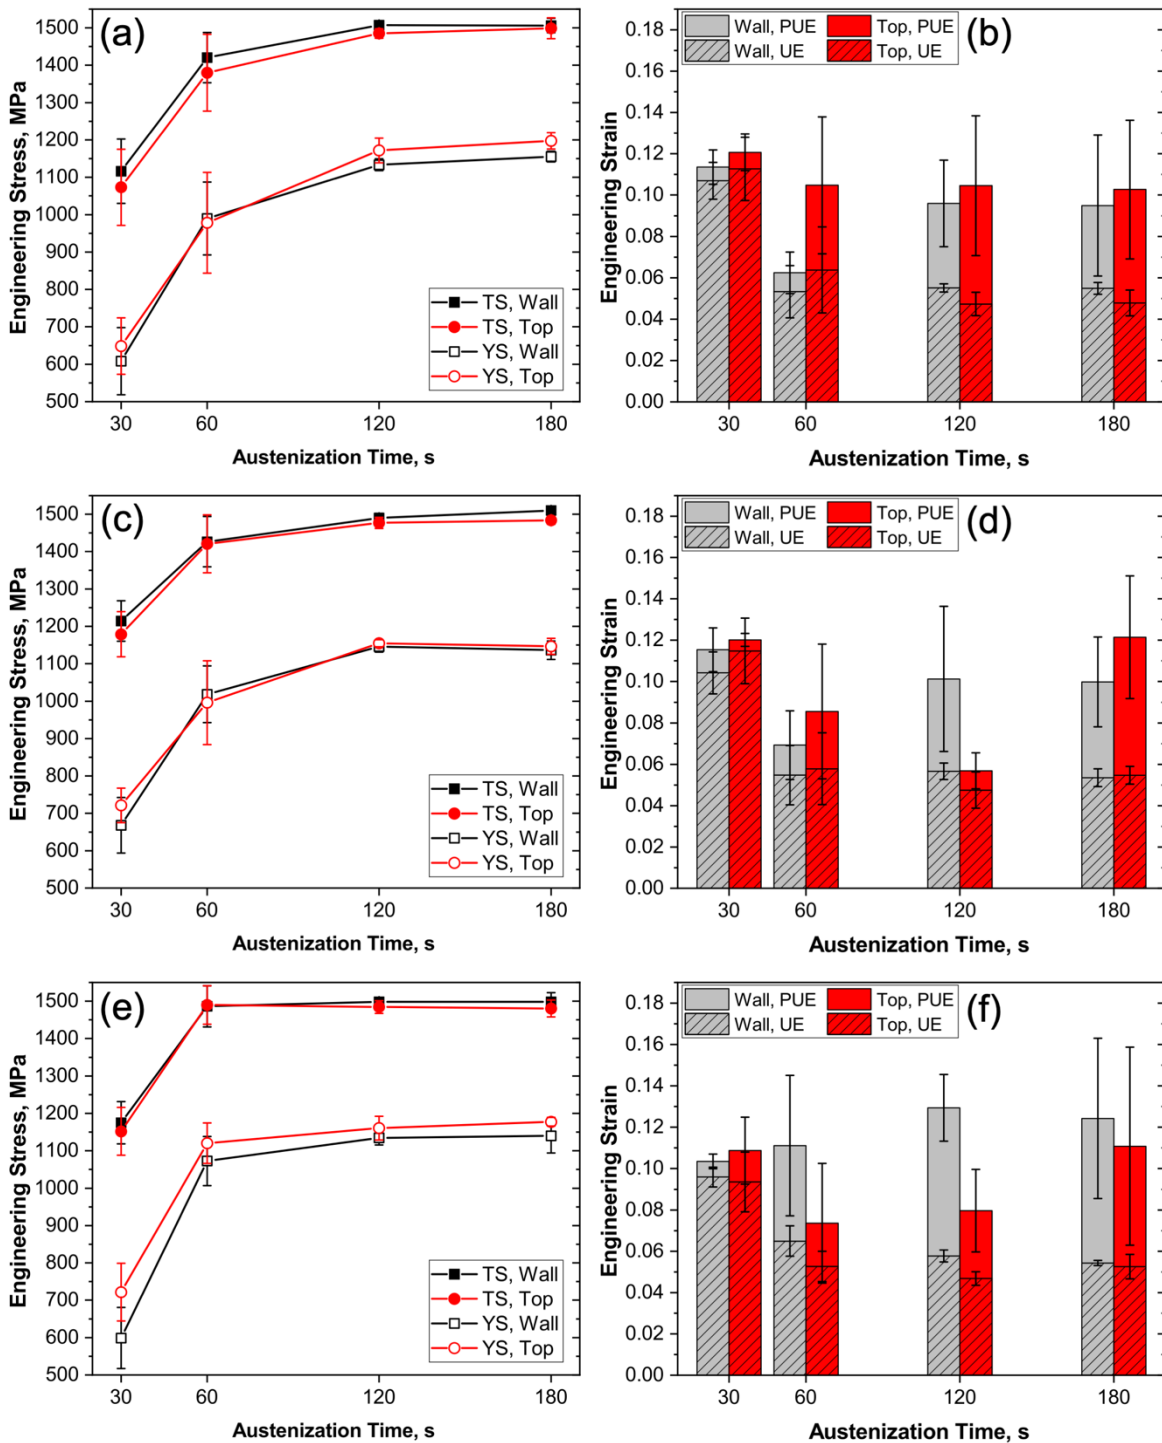 (a)
Engineering Stress, MPa
1500
1400
1300
1200
1100
1000
900
800
700
600
500
TS, Wall
TS, Top
YS, Wall
YS, Top
30 60 120 180
Austenization Time, s
(b)
Wall, PUE Top, PUE
Wall, UE Top, UE
Engineering Strain
0.18
0.16
0.14
0.12
0.10
0.08
0.06
0.04
0.02
0.00
30 60 120 180
Austenization Time, s
(c)
Engineering Stress, MPa
1500
1400
1300
1200
1100
1000
900
800
700
600
500
TS, Wall
TS, Top
YS, Wall
YS, Top
30 60 120 180
Austenization Time, s
(d)
Wall, PUE Top, PUE
Wall, UE Top, UE
Engineering Strain
0.18
0.16
0.14
0.12
0.10
0.08
0.06
0.04
0.02
0.00
30 60 120 180
Austenization Time, s
(e)
Engineering Stress, MPa
1500
1400
1300
1200
1100
1000
900
800
700
600
500
TS, Wall
TS, Top
YS, Wall
YS, Top
30 60 120 180
Austenization Time, s
(f)
Wall, PUE Top, PUE
Wall, UE Top, UE
Engineering Strain
0.18
0.16
0.14
0.12
0.10
0.08
0.06
0.04
0.02
0.00
30 60 120 180
Austenization Time, s